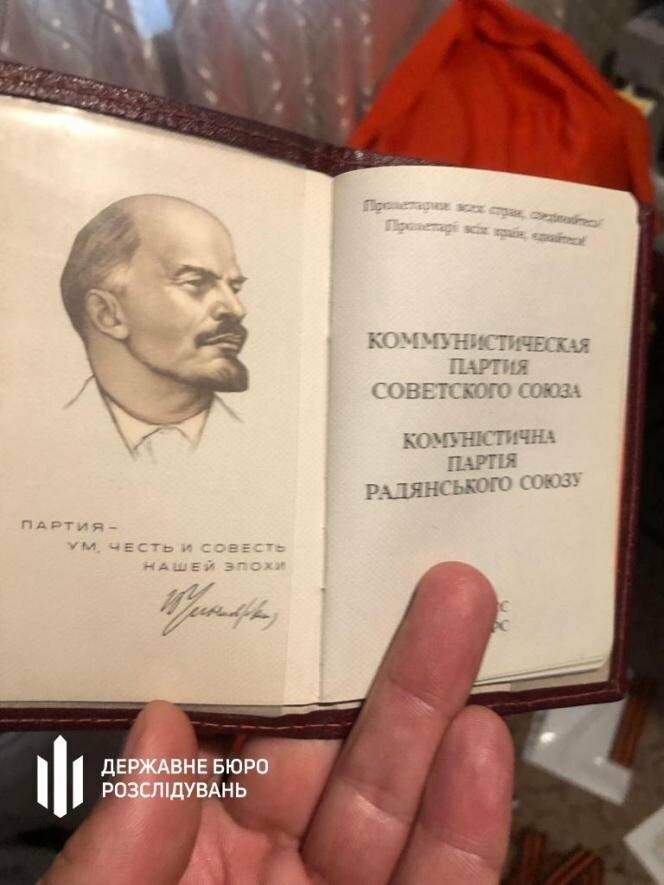 ПАРТИЯ–
УМ, ЧЕСТЬ И СОВЕСТЬ
НАШЕЙ ЭПОХИ
Пролетарии всех стран, соединяйтесь!
Пролетарі всіх країн, єднайтеся!
КОММУНИСТИЧЕСКАЯ
ПАРТИЯ
СОВЕТСКОГО СОЮЗА
КОМУНІСТИЧНА
ПАРТІЯ
РАДЯНСЬКОГО СОЮЗУ
ДЕРЖАВНЕ БЮРО
РОЗСЛІДУВАНЬ